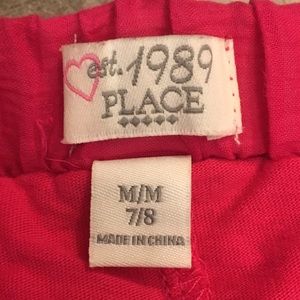 est. 1989
PLACE
M/M
7/8
MADE IN CHINA